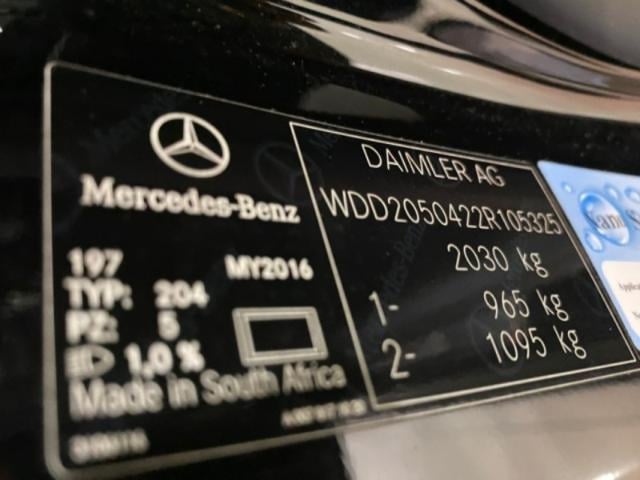 Mercedes-Benz
197 MY2016
TYP: 204
PZ: 5
1,0 %
Made in South Africa
DAIMLER AG
WDD2050422R105325
2030 kg
1- 965 kg
2- 1095 kg